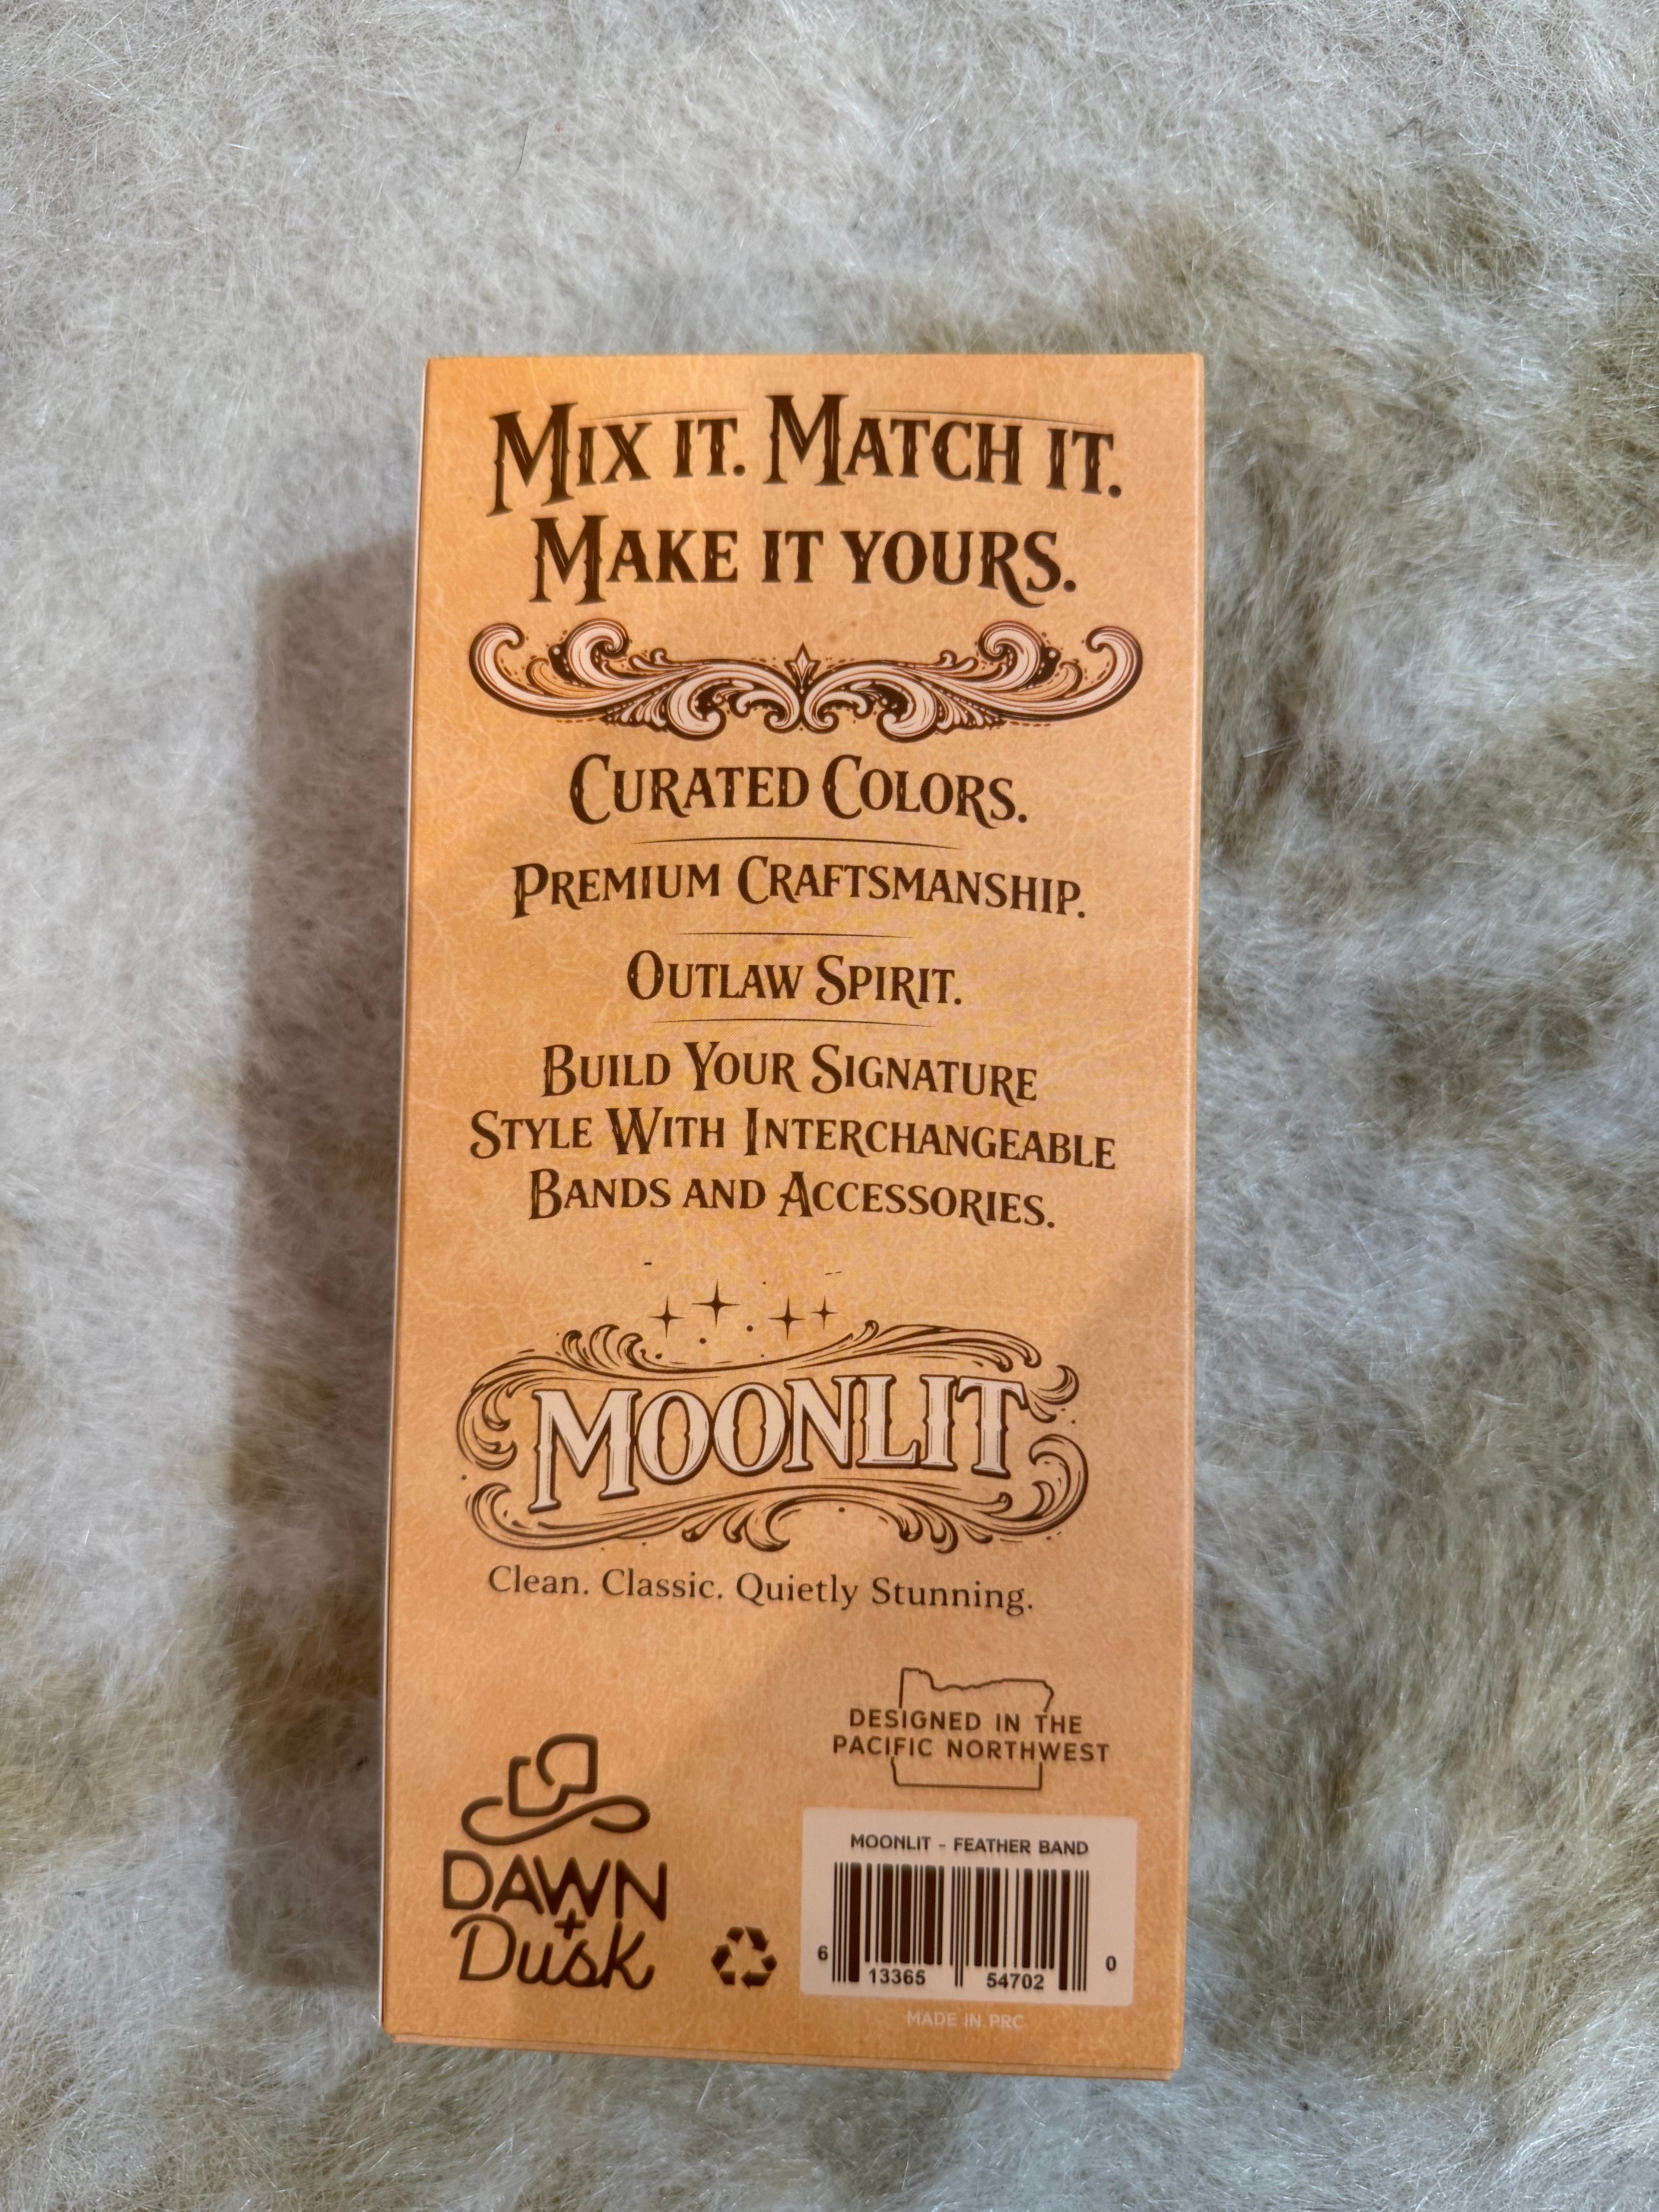 MIX IT. MATCH IT.
MAKE IT YOURS.
CURATED COLORS.
PREMIUM CRAFTSMANSHIP.
OUTLAW SPIRIT.
BUILD YOUR SIGNATURE
STYLE WITH INTERCHANGEABLE
BANDS AND ACCESSORIES.
MOONLIT
Clean. Classic. Quietly Stunning.
DESIGNED IN THE
PACIFIC NORTHWEST
DAWN
+
Dusk
MOONLIT - FEATHER BAND
6 13365 54702 0
MADE IN PRC